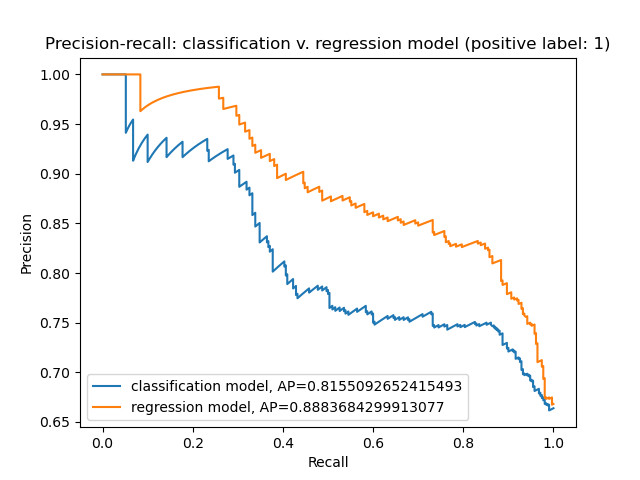 Precision-recall: classification v. regression model (positive label: 1)
1.00
0.95
0.90
0.85
0.80
0.75
0.70
0.65
Precision
classification model, AP=0.8155092652415493
regression model, AP=0.8883684299913077
0.0 0.2 0.4 0.6 0.8 1.0
Recall